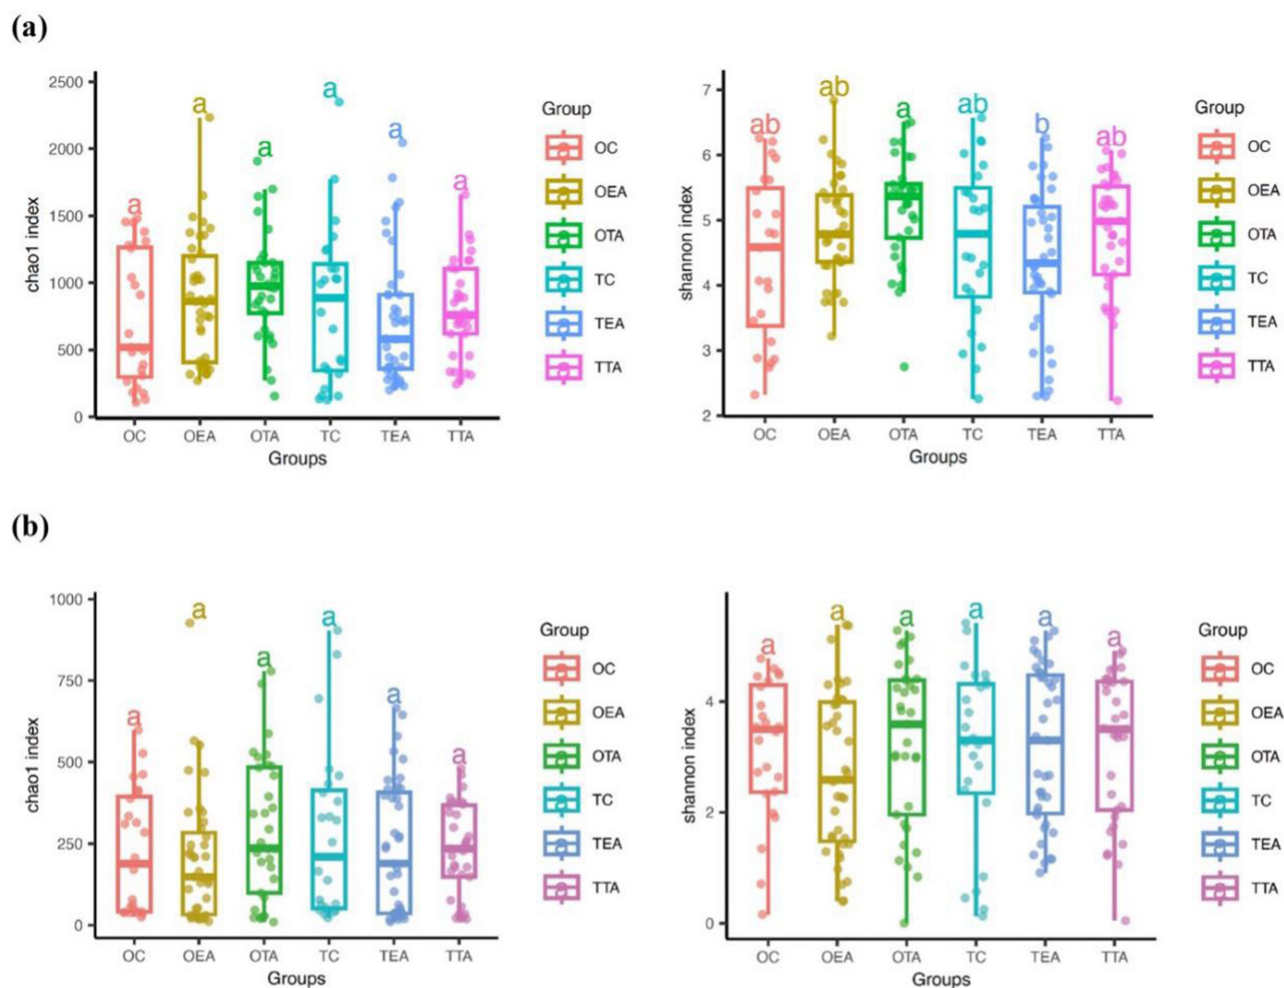 (a)
chao1 index
2500
2000
1500
1000
500
0
a a a a a a
OC OEA OTA TC TEA TTA
Groups
Group
OC
OEA
OTA
TC
TEA
TTA
shannon index
7
6
5
4
3
2
ab ab a ab b ab
OC OEA OTA TC TEA TTA
Groups
Group
OC
OEA
OTA
TC
TEA
TTA
(b)
chao1 index
1000
750
500
250
0
a a a a a a
OC OEA OTA TC TEA TTA
Groups
Group
OC
OEA
OTA
TC
TEA
TTA
shannon index
4
2
0
a a a a a a
OC OEA OTA TC TEA TTA
Groups
Group
OC
OEA
OTA
TC
TEA
TTA